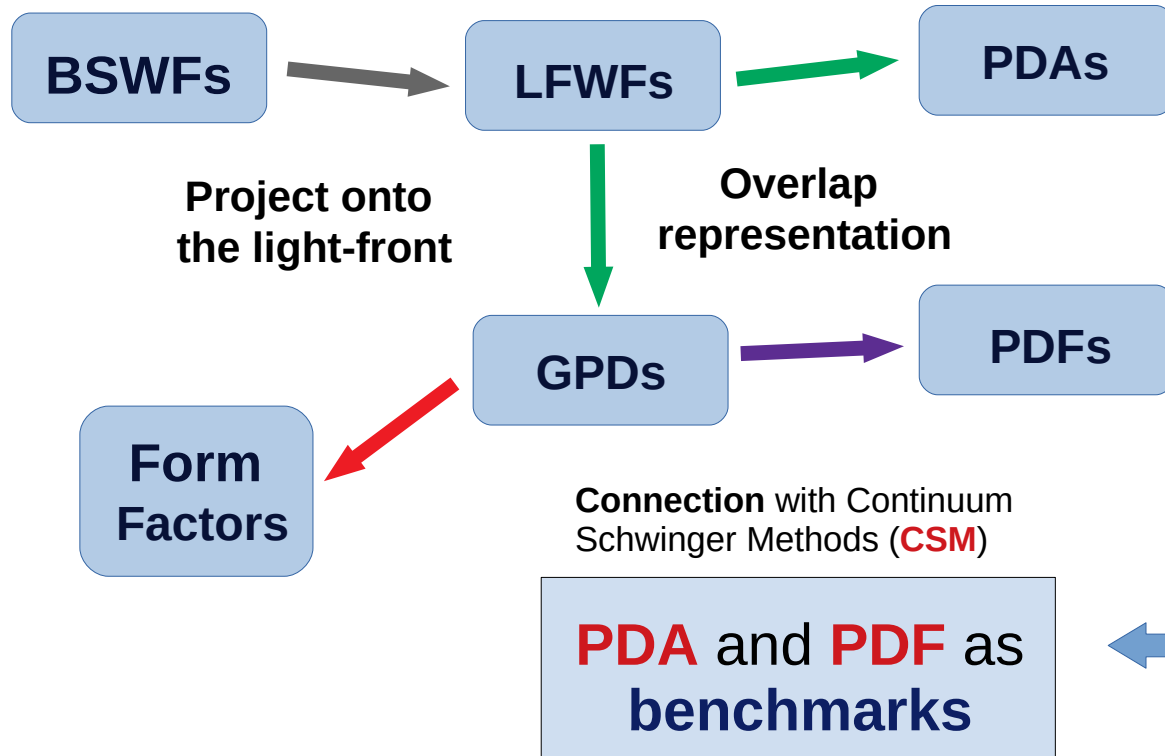 BSWFs
LFWFs
PDAs
Project onto
the light-front
Overlap
representation
GPDs
PDFs
Form
Factors
Connection with Continuum
Schwinger Methods (CSM)
PDA and PDF as
benchmarks